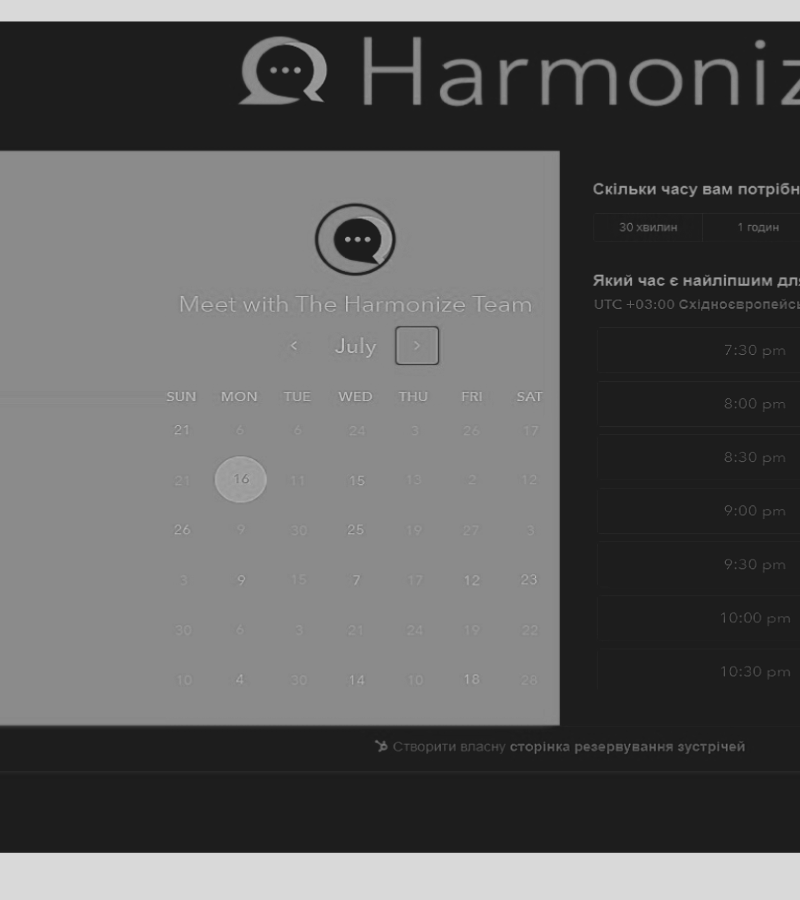 Harmoniz
Meet with The Harmonize Team
July
SUN MON TUE WED THU FRI SAT
21 6 6 24 3 26 17
21 16 11 15 13 2 12
26 9 30 25 19 27 3
3 9 15 7 17 12 23
30 6 3 21 24 19 22
10 4 30 14 10 18 28
Скільки часу вам потрібн
30 хвилин 1 годин
Який час є найліпшим для
UTC +03:00 Східноєвропейсь
7:30 pm
8:00 pm
8:30 pm
9:00 pm
9:30 pm
10:00 pm
10:30 pm
Створити власну сторінка резервування зустрічей